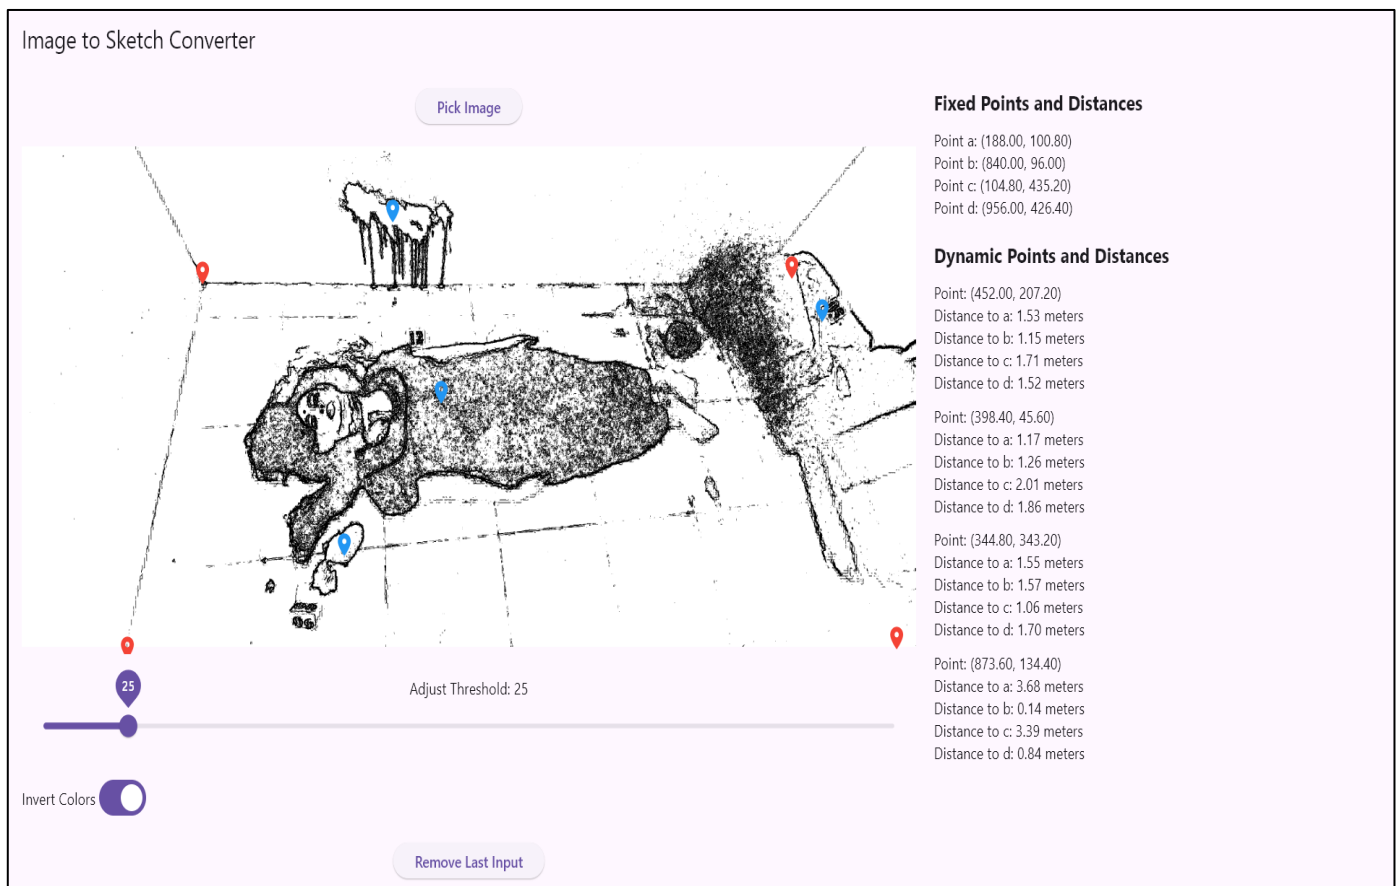 Image to Sketch Converter
Pick Image
12
25
Adjust Threshold: 25
Invert Colors
Remove Last Input
Fixed Points and Distances
Point a: (188.00, 100.80)
Point b: (840.00, 96.00)
Point c: (104.80, 435.20)
Point d: (956.00, 426.40)
Dynamic Points and Distances
Point: (452.00, 207.20)
Distance to a: 1.53 meters
Distance to b: 1.15 meters
Distance to c: 1.71 meters
Distance to d: 1.52 meters
Point: (398.40, 45.60)
Distance to a: 1.17 meters
Distance to b: 1.26 meters
Distance to c: 2.01 meters
Distance to d: 1.86 meters
Point: (344.80, 343.20)
Distance to a: 1.55 meters
Distance to b: 1.57 meters
Distance to c: 1.06 meters
Distance to d: 1.70 meters
Point: (873.60, 134.40)
Distance to a: 3.68 meters
Distance to b: 0.14 meters
Distance to c: 3.39 meters
Distance to d: 0.84 meters